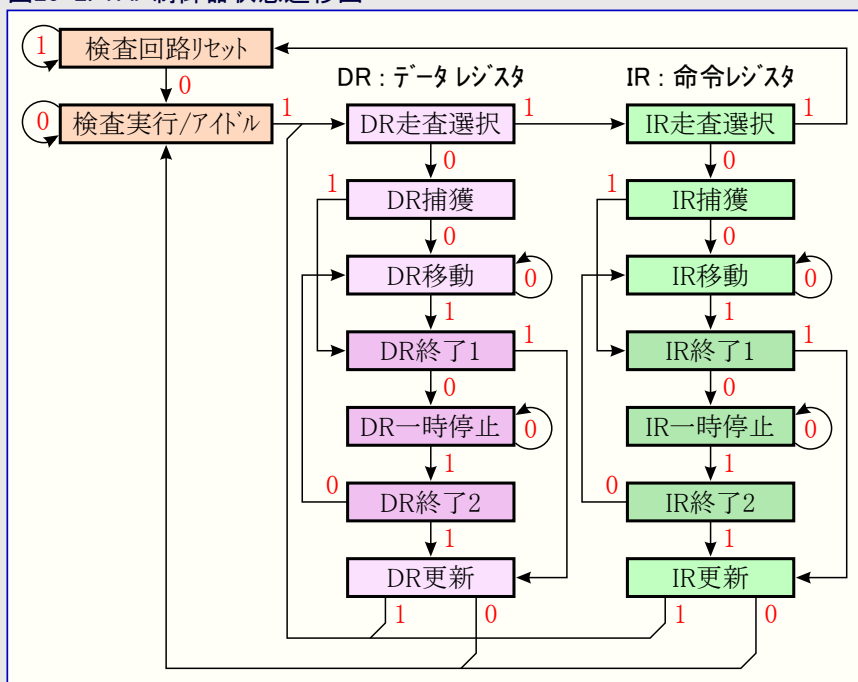 検査回路リセット
1
0
DR : データ レジスタ
IR : 命令レジスタ
検査実行/アイドル
0
1
DR走査選択
1
IR走査選択
1
0
0
1
DR捕獲
1
IR捕獲
0
0
DR移動
0
IR移動
0
1
1
DR終了1
1
IR終了1
1
0
0
DR一時停止
0
IR一時停止
0
1
1
0
DR終了2
0
IR終了2
1
1
DR更新
IR更新
1
0
1
0